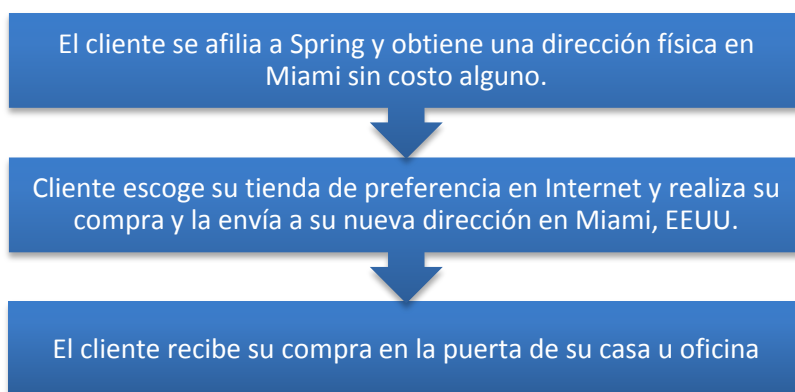 El cliente se afilia a Spring y obtiene una dirección física en
Miami sin costo alguno.
Cliente escoge su tienda de preferencia en Internet y realiza su
compra y la envía a su nueva dirección en Miami, EEUU.
El cliente recibe su compra en la puerta de su casa u oficina